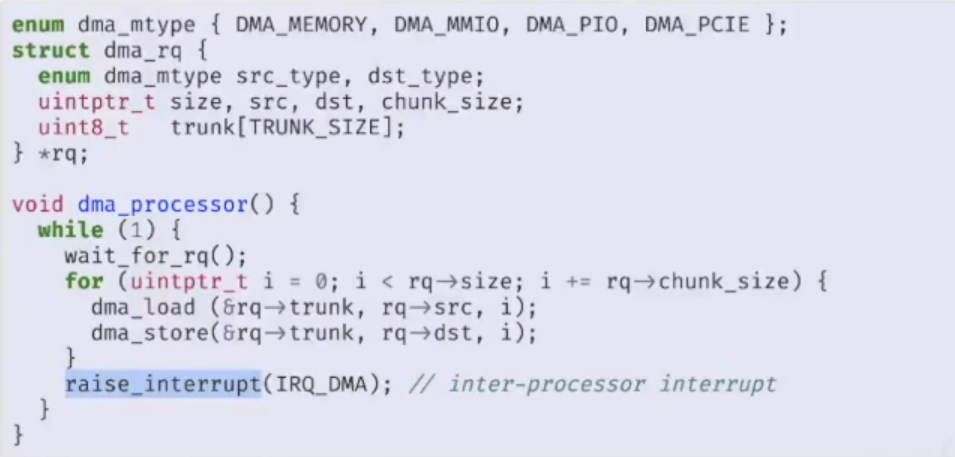 enum dma_mtype { DMA_MEMORY, DMA_MMIO, DMA_PIO, DMA_PCIE };
struct dma_rq {
  enum dma_mtype src_type, dst_type;
  uintptr_t size, src, dst, chunk_size;
  uint8_t   trunk[TRUNK_SIZE];
} *rq;

void dma_processor() {
  while (1) {
    wait_for_rq();
    for (uintptr_t i = 0; i < rq→size; i += rq→chunk_size) {
      dma_load (&rq→trunk, rq→src, i);
      dma_store(&rq→trunk, rq→dst, i);
    }
    raise_interrupt(IRQ_DMA); // inter-processor interrupt
  }
}